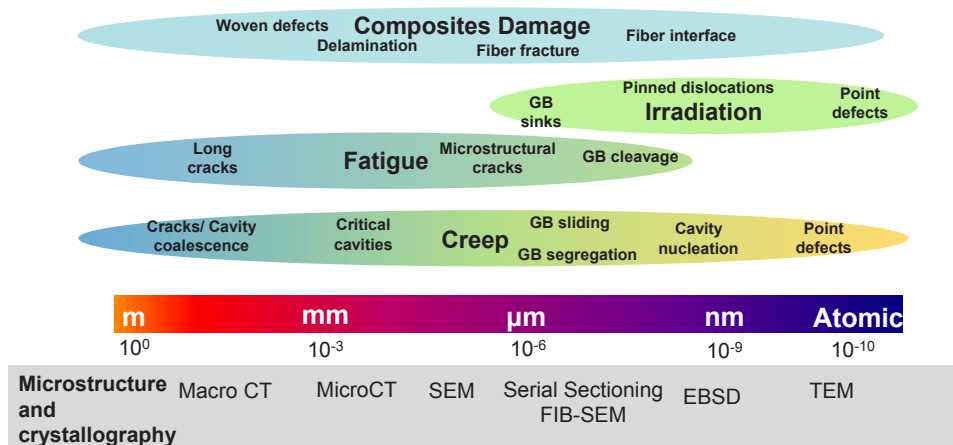 Woven defects
Composites Damage
Delamination
Fiber fracture
Fiber interface
Pinned dislocations
GB
sinks
Irradiation
Point
defects
Long
cracks
Fatigue
Microstructural
cracks
GB cleavage
Cracks/ Cavity
coalescence
Critical
cavities
Creep
GB sliding
GB segregation
Cavity
nucleation
Point
defects
m mm µm nm Atomic
10⁰ 10⁻³ 10⁻⁶ 10⁻⁹ 10⁻¹⁰
Microstructure
and
crystallography
Macro CT
MicroCT
SEM
Serial Sectioning
FIB-SEM
EBSD
TEM